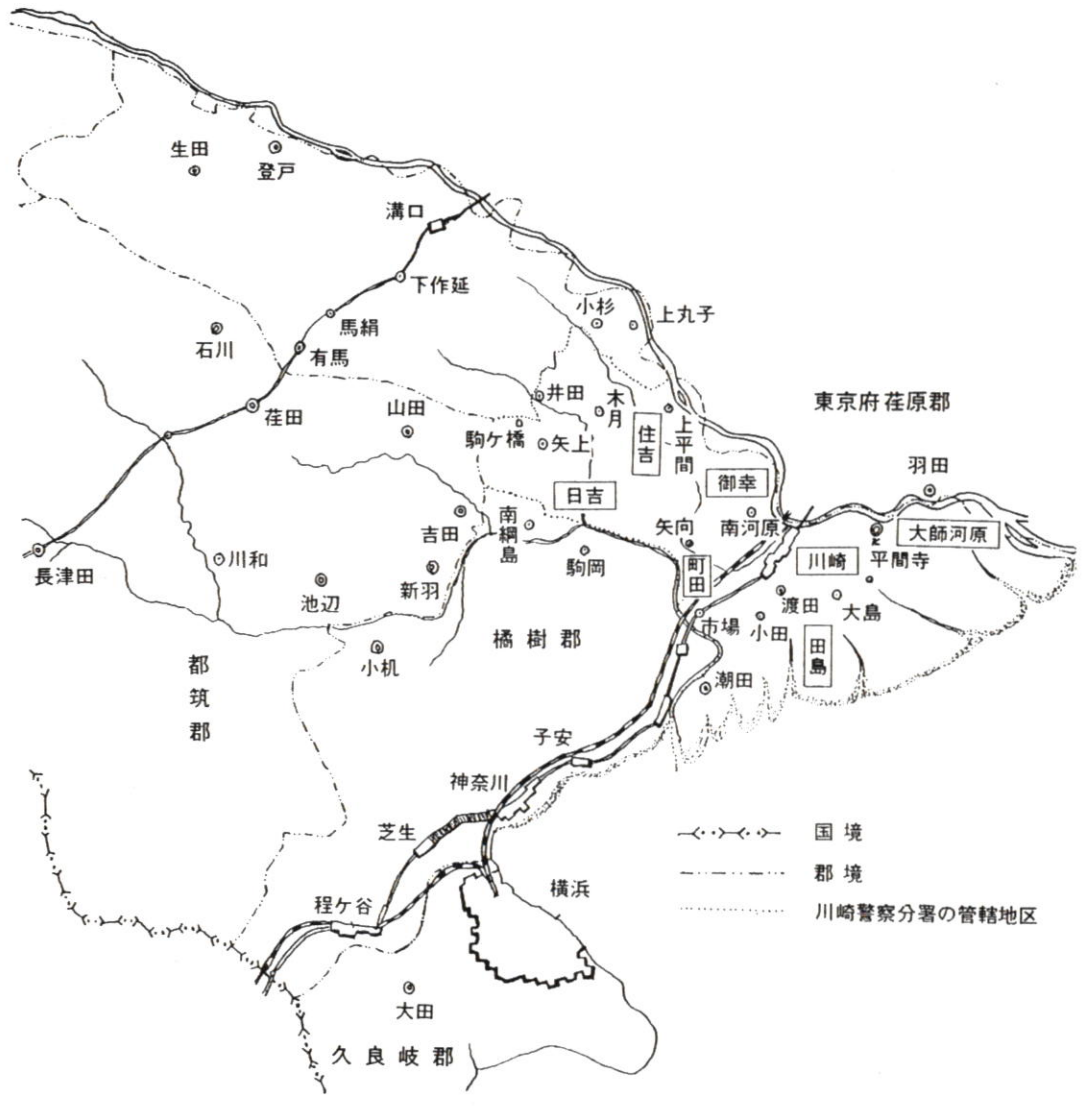 生田
登戸
溝口
下作延
馬絹
有馬
石川
荏田
小杉
上丸子
井田
木月
住吉
上平間
山田
駒ケ橋
矢上
東京府荏原郡
羽田
日吉
御幸
吉田
南綱島
矢向
南河原
大師河原
長津田
川和
池辺
新羽
駒岡
町田
川崎
平間寺
渡田
大島
市場
小田
田島
小机
橘樹郡
都筑郡
潮田
子安
神奈川
芝生
横浜
程ケ谷
大田
久良岐郡
国境
郡境
川崎警察分署の管轄地区